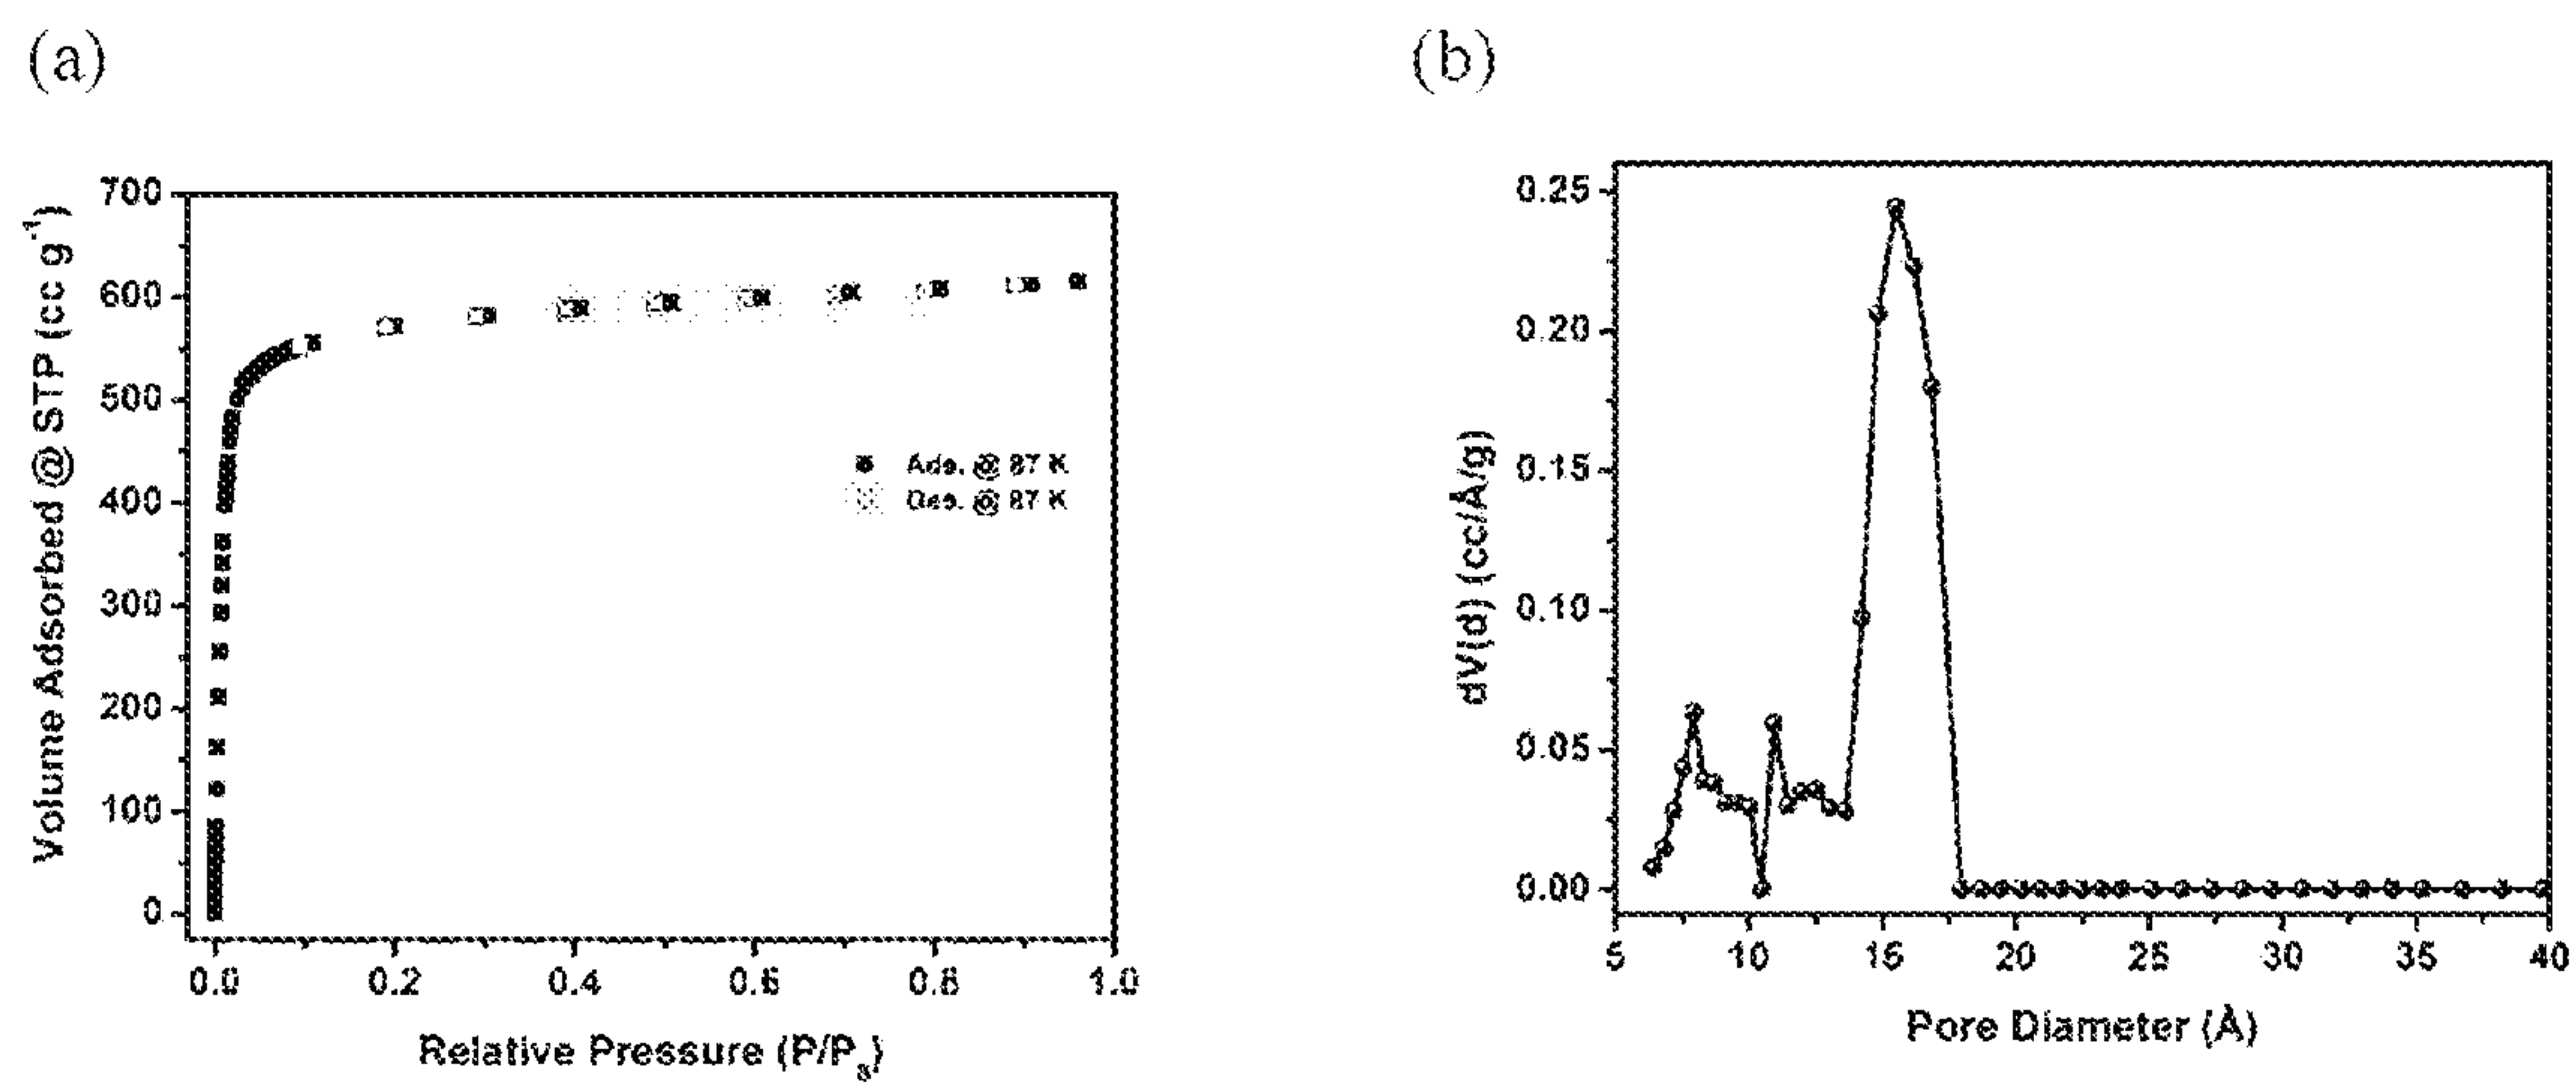 (a)
(b)
700
600
500
400
300
200
100
0
Volume Adsorbed @ STP (cc g⁻¹)
Ads. @ 87 K
Des. @ 87 K
0.0 0.2 0.4 0.6 0.8 1.0
Relative Pressure (P/Pₛ)
0.25
0.20
0.15
0.10
0.05
0.00
dV(d) (cc/Å/g)
5 10 15 20 25 30 35 40
Pore Diameter (Å)